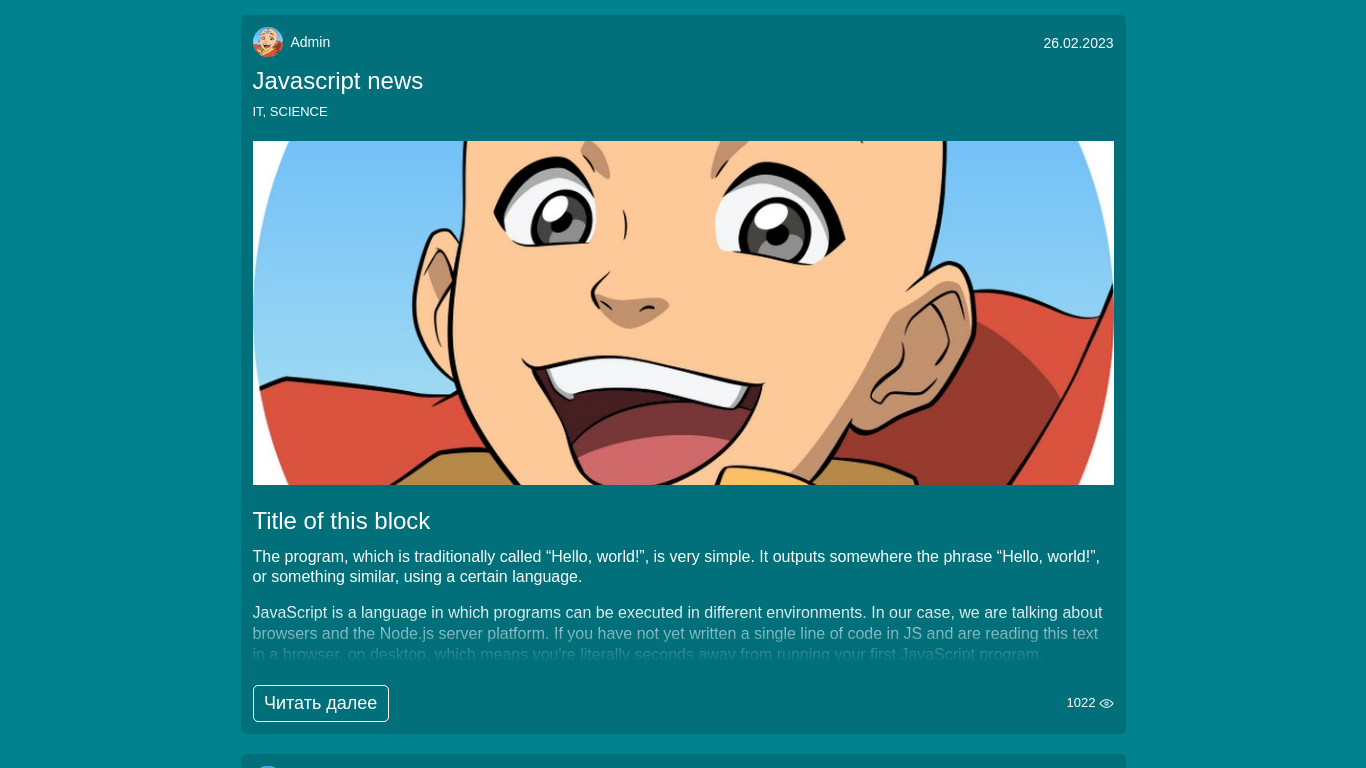 Admin
26.02.2023
Javascript news
IT, SCIENCE
Title of this block
The program, which is traditionally called “Hello, world!”, is very simple. It outputs somewhere the phrase “Hello, world!”,
or something similar, using a certain language.
JavaScript is a language in which programs can be executed in different environments. In our case, we are talking about
browsers and the Node.js server platform. If you have not yet written a single line of code in JS and are reading this text
in a browser, on desktop, which means you're literally seconds away from running your first JavaScript program.
Читать далее
1022